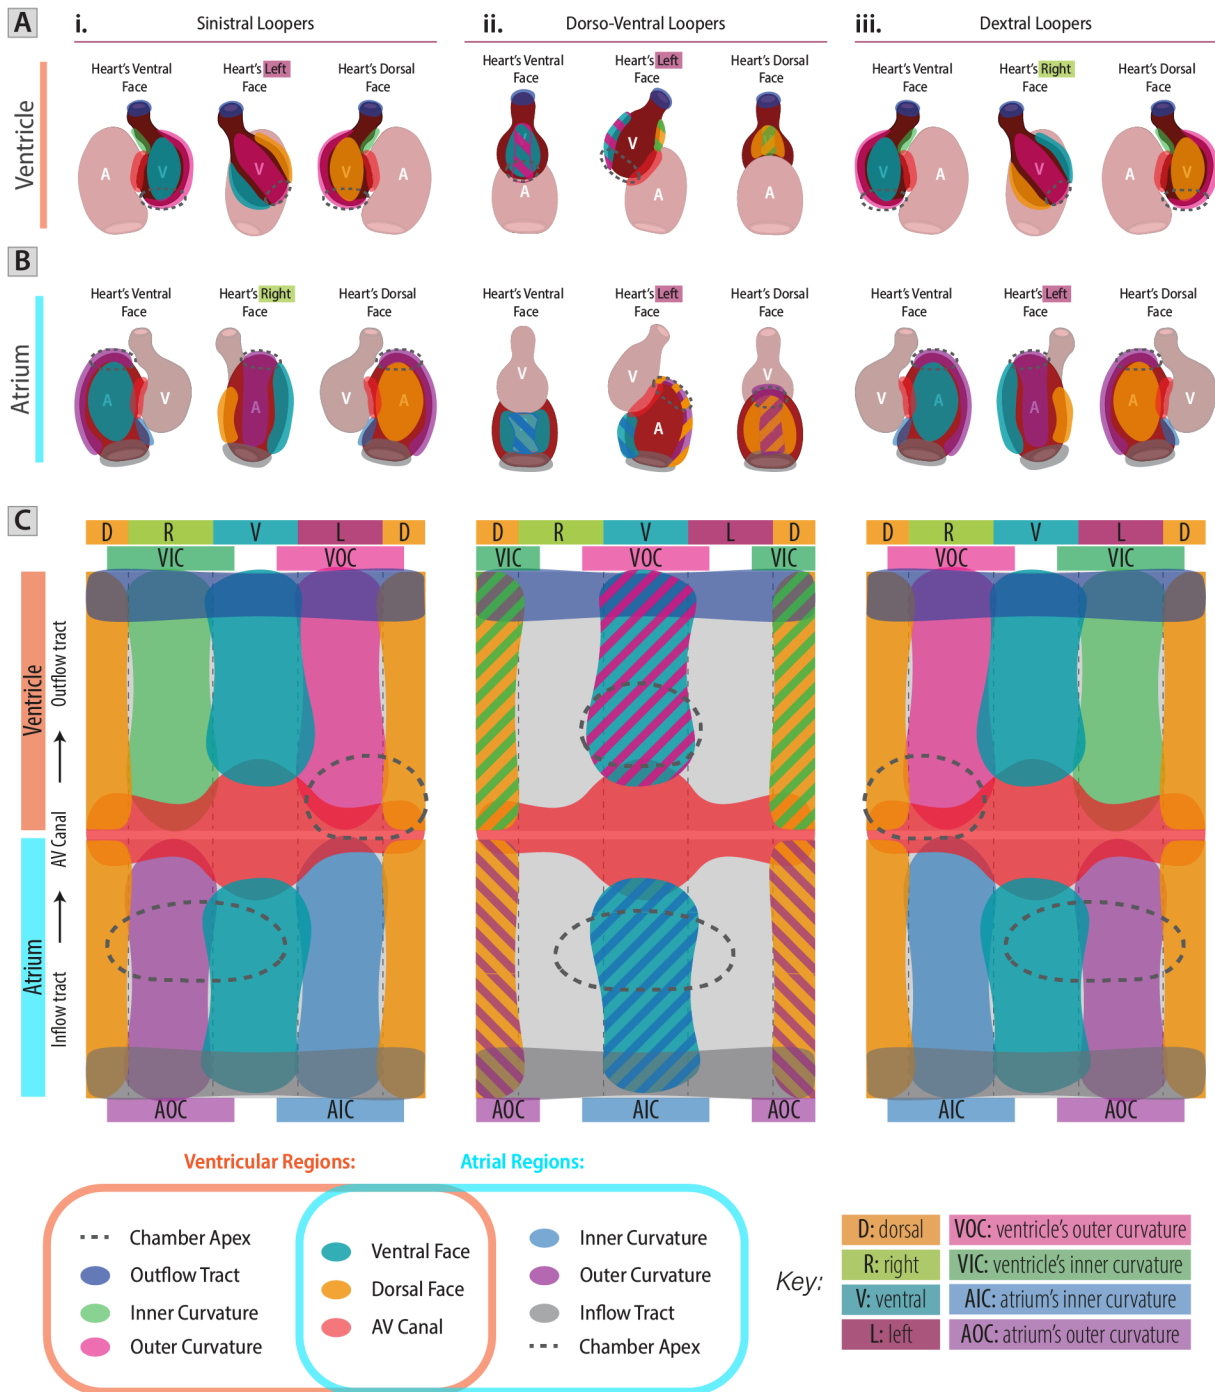 A
i.
Sinistral Loopers
ii.
Dorso-Ventral Loopers
iii.
Dextral Loopers
Ventricle
Heart's Ventral
Face
Heart's Left
Face
Heart's Dorsal
Face
Heart's Ventral
Face
Heart's Left
Face
Heart's Dorsal
Face
Heart's Ventral
Face
Heart's Right
Face
Heart's Dorsal
Face
A V V V A
V A V A V A
V A V A V
B
Atrium
Heart's Ventral
Face
Heart's Right
Face
Heart's Dorsal
Face
Heart's Ventral
Face
Heart's Left
Face
Heart's Dorsal
Face
Heart's Ventral
Face
Heart's Left
Face
Heart's Dorsal
Face
A V A V A
V V A V
V A A A V
C
D R V L D
VIC VOC
D R V L D
VIC VOC VIC
D R V L D
VOC VIC
Ventricle
Outflow tract
AV Canal
Atrium
Inflow tract
AOC AIC
AOC AIC AOC
AIC AOC
Ventricular Regions:
Atrial Regions:
Chamber Apex
Outflow Tract
Inner Curvature
Outer Curvature
Ventral Face
Dorsal Face
AV Canal
Inner Curvature
Outer Curvature
Inflow Tract
Chamber Apex
Key:
D: dorsal
R: right
V: ventral
L: left
VOC: ventricle's outer curvature
VIC: ventricle's inner curvature
AIC: atrium's inner curvature
AOC: atrium's outer curvature